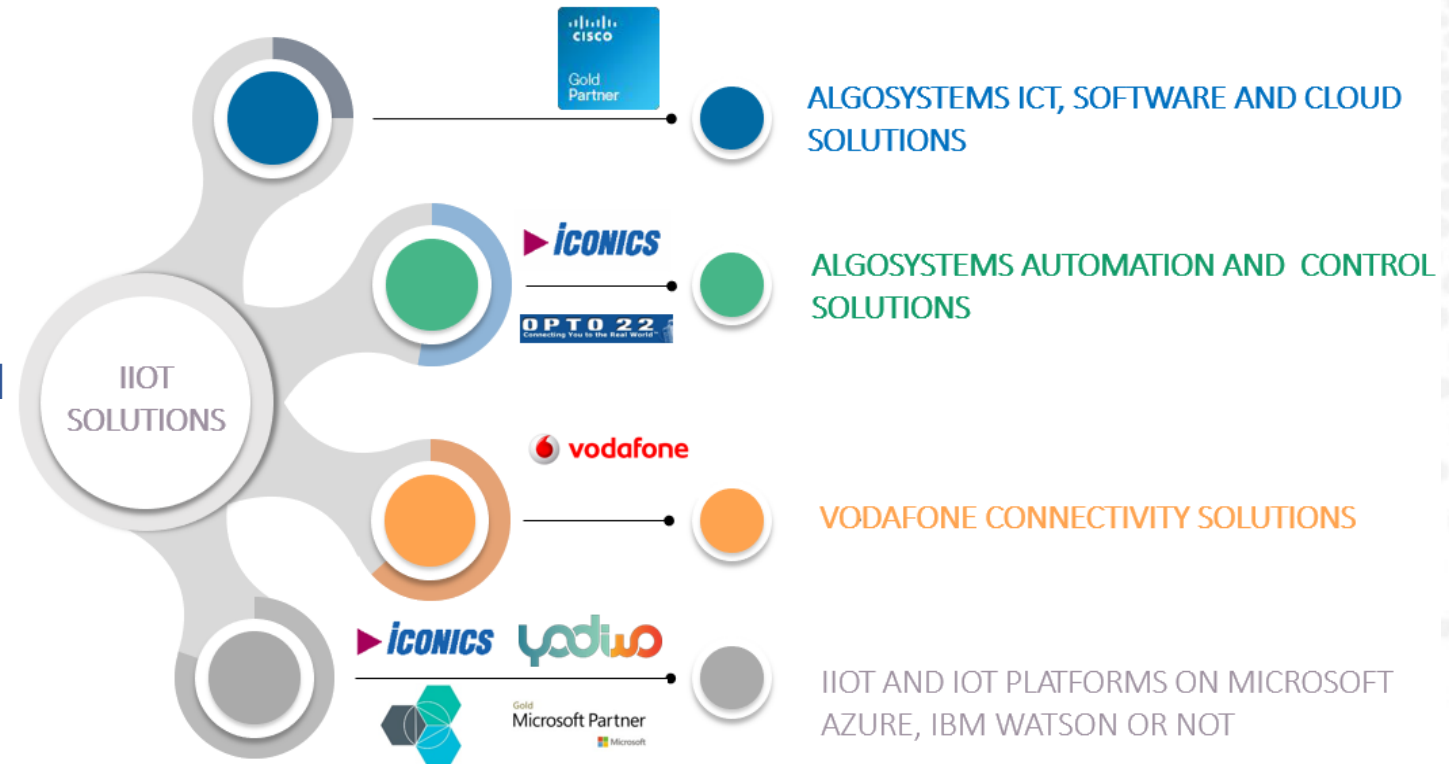 CISCO
Gold
Partner
ALGOSYSTEMS ICT, SOFTWARE AND CLOUD
SOLUTIONS
ICONICS
OPTO 22
Connecting You to the Real World™
ALGOSYSTEMS AUTOMATION AND CONTROL
SOLUTIONS
IIOT
SOLUTIONS
vodafone
VODAFONE CONNECTIVITY SOLUTIONS
ICONICS
yodiwo
Gold
Microsoft Partner
Microsoft
IIOT AND IOT PLATFORMS ON MICROSOFT
AZURE, IBM WATSON OR NOT